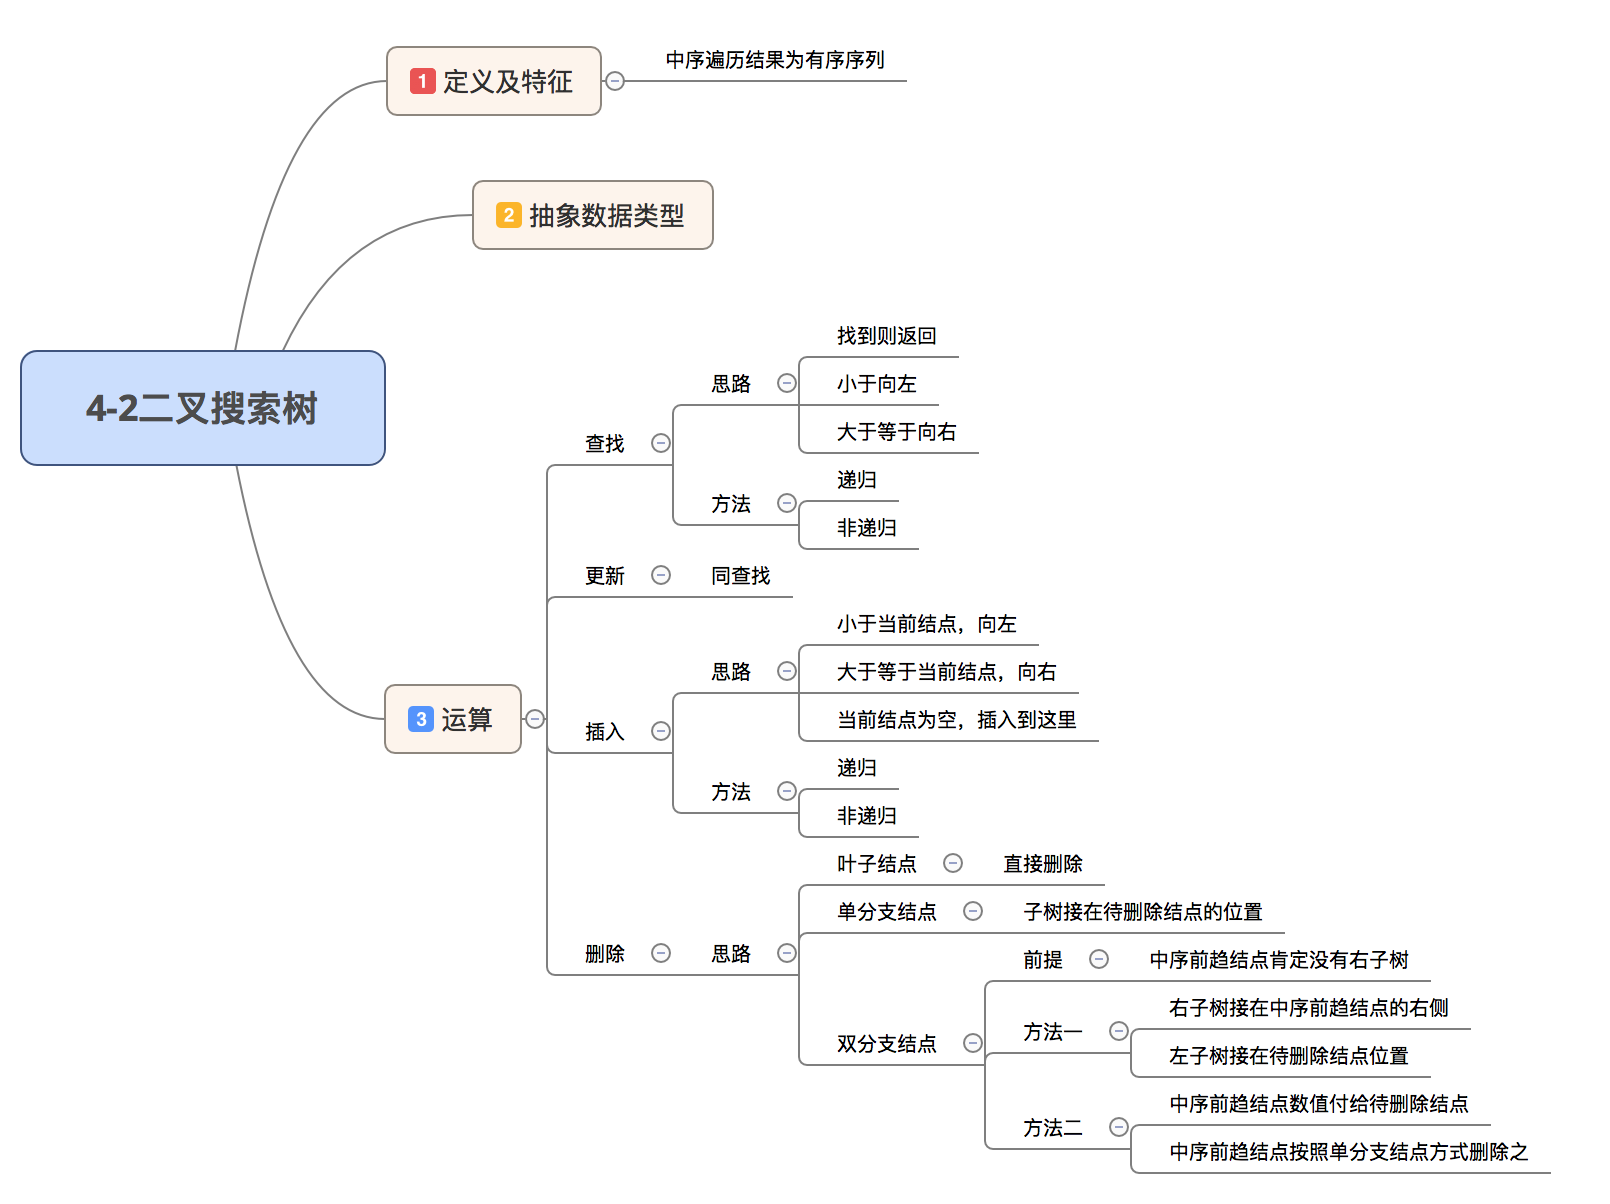 1 定义及特征
中序遍历结果为有序序列
2 抽象数据类型
4-2二叉搜索树
3 运算
查找
思路
找到则返回
小于向左
大于等于向右
方法
递归
非递归
更新
同查找
插入
思路
小于当前结点，向左
大于等于当前结点，向右
当前结点为空，插入到这里
方法
递归
非递归
删除
思路
叶子结点
直接删除
单分支结点
子树接在待删除结点的位置
双分支结点
前提
中序前趋结点肯定没有右子树
方法一
右子树接在中序前趋结点的右侧
左子树接在待删除结点位置
方法二
中序前趋结点数值付给待删除结点
中序前趋结点按照单分支结点方式删除之